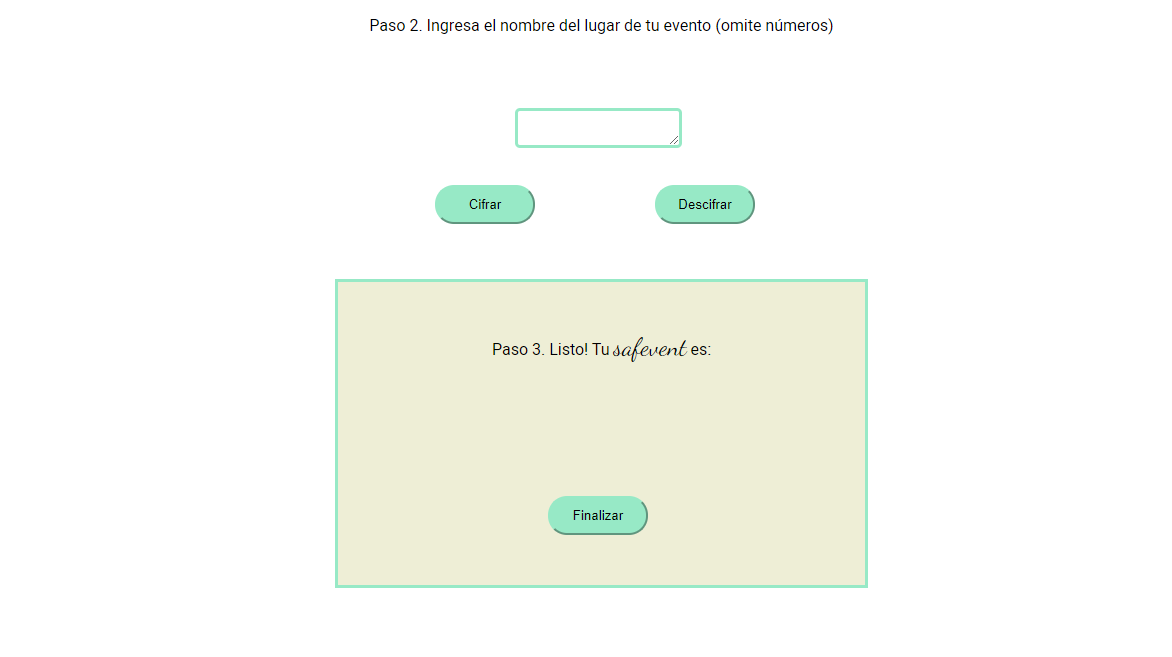 Paso 2. Ingresa el nombre del lugar de tu evento (omite números)
Cifrar
Descifrar
Paso 3. Listo! Tu safevent es:
Finalizar